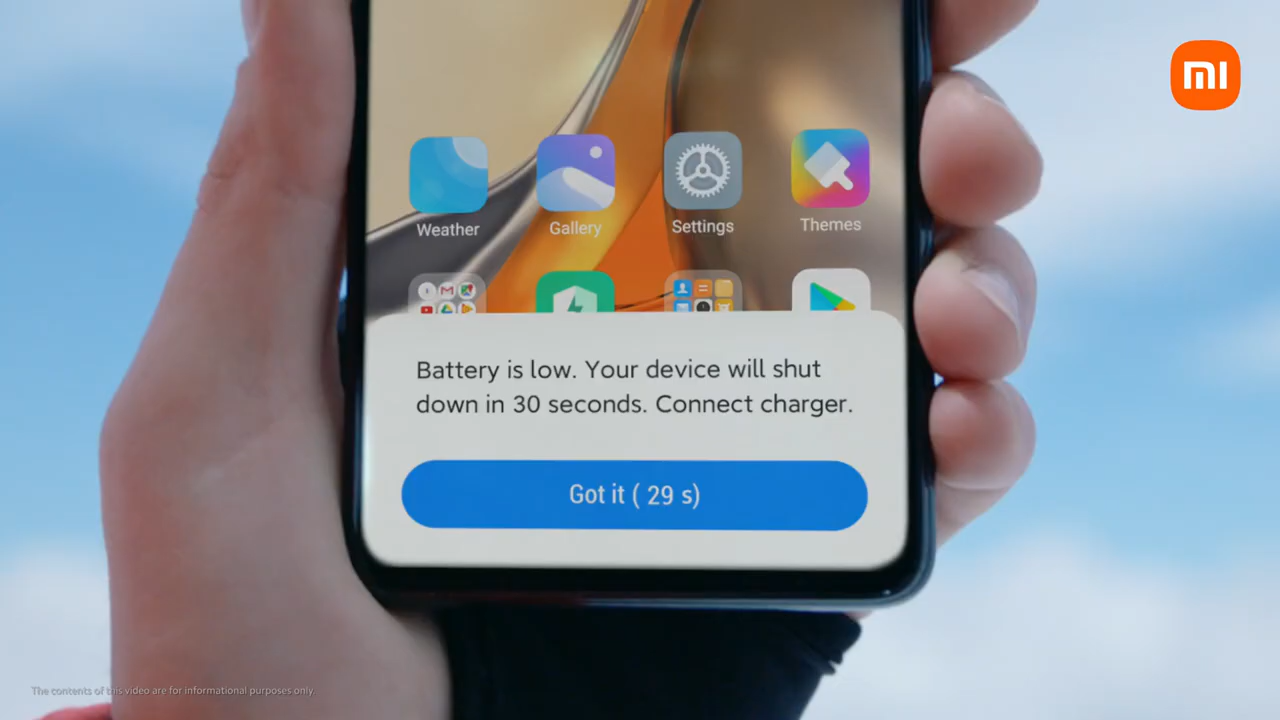 mi
Weather
Gallery
Settings
Themes
Battery is low. Your device will shut
down in 30 seconds. Connect charger.
Got it ( 29 s)
The contents of this video are for informational purposes only.